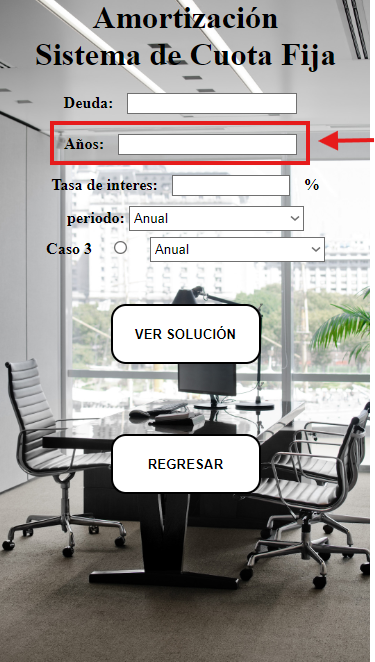 Amortización
Sistema de Cuota Fija
Deuda:
Años:
Tasa de interes: %
periodo: Anual
Caso 3 Anual
VER SOLUCIÓN
REGRESAR